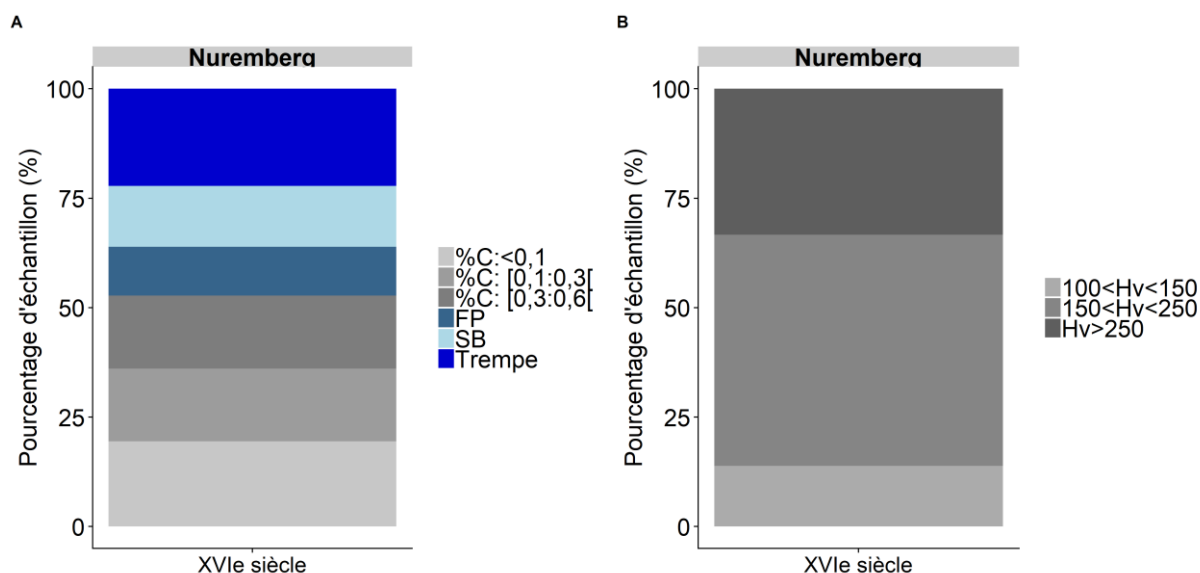 A
Nuremberg
Pourcentage d'échantillon (%)
100
75
50
25
0
XVIe siècle
%C:<0,1
%C: [0,1:0,3[
%C: [0,3:0,6[
FP
SB
Trempe
B
Nuremberg
Pourcentage d'échantillon (%)
100
75
50
25
0
XVIe siècle
100<Hv<150
150<Hv<250
Hv>250